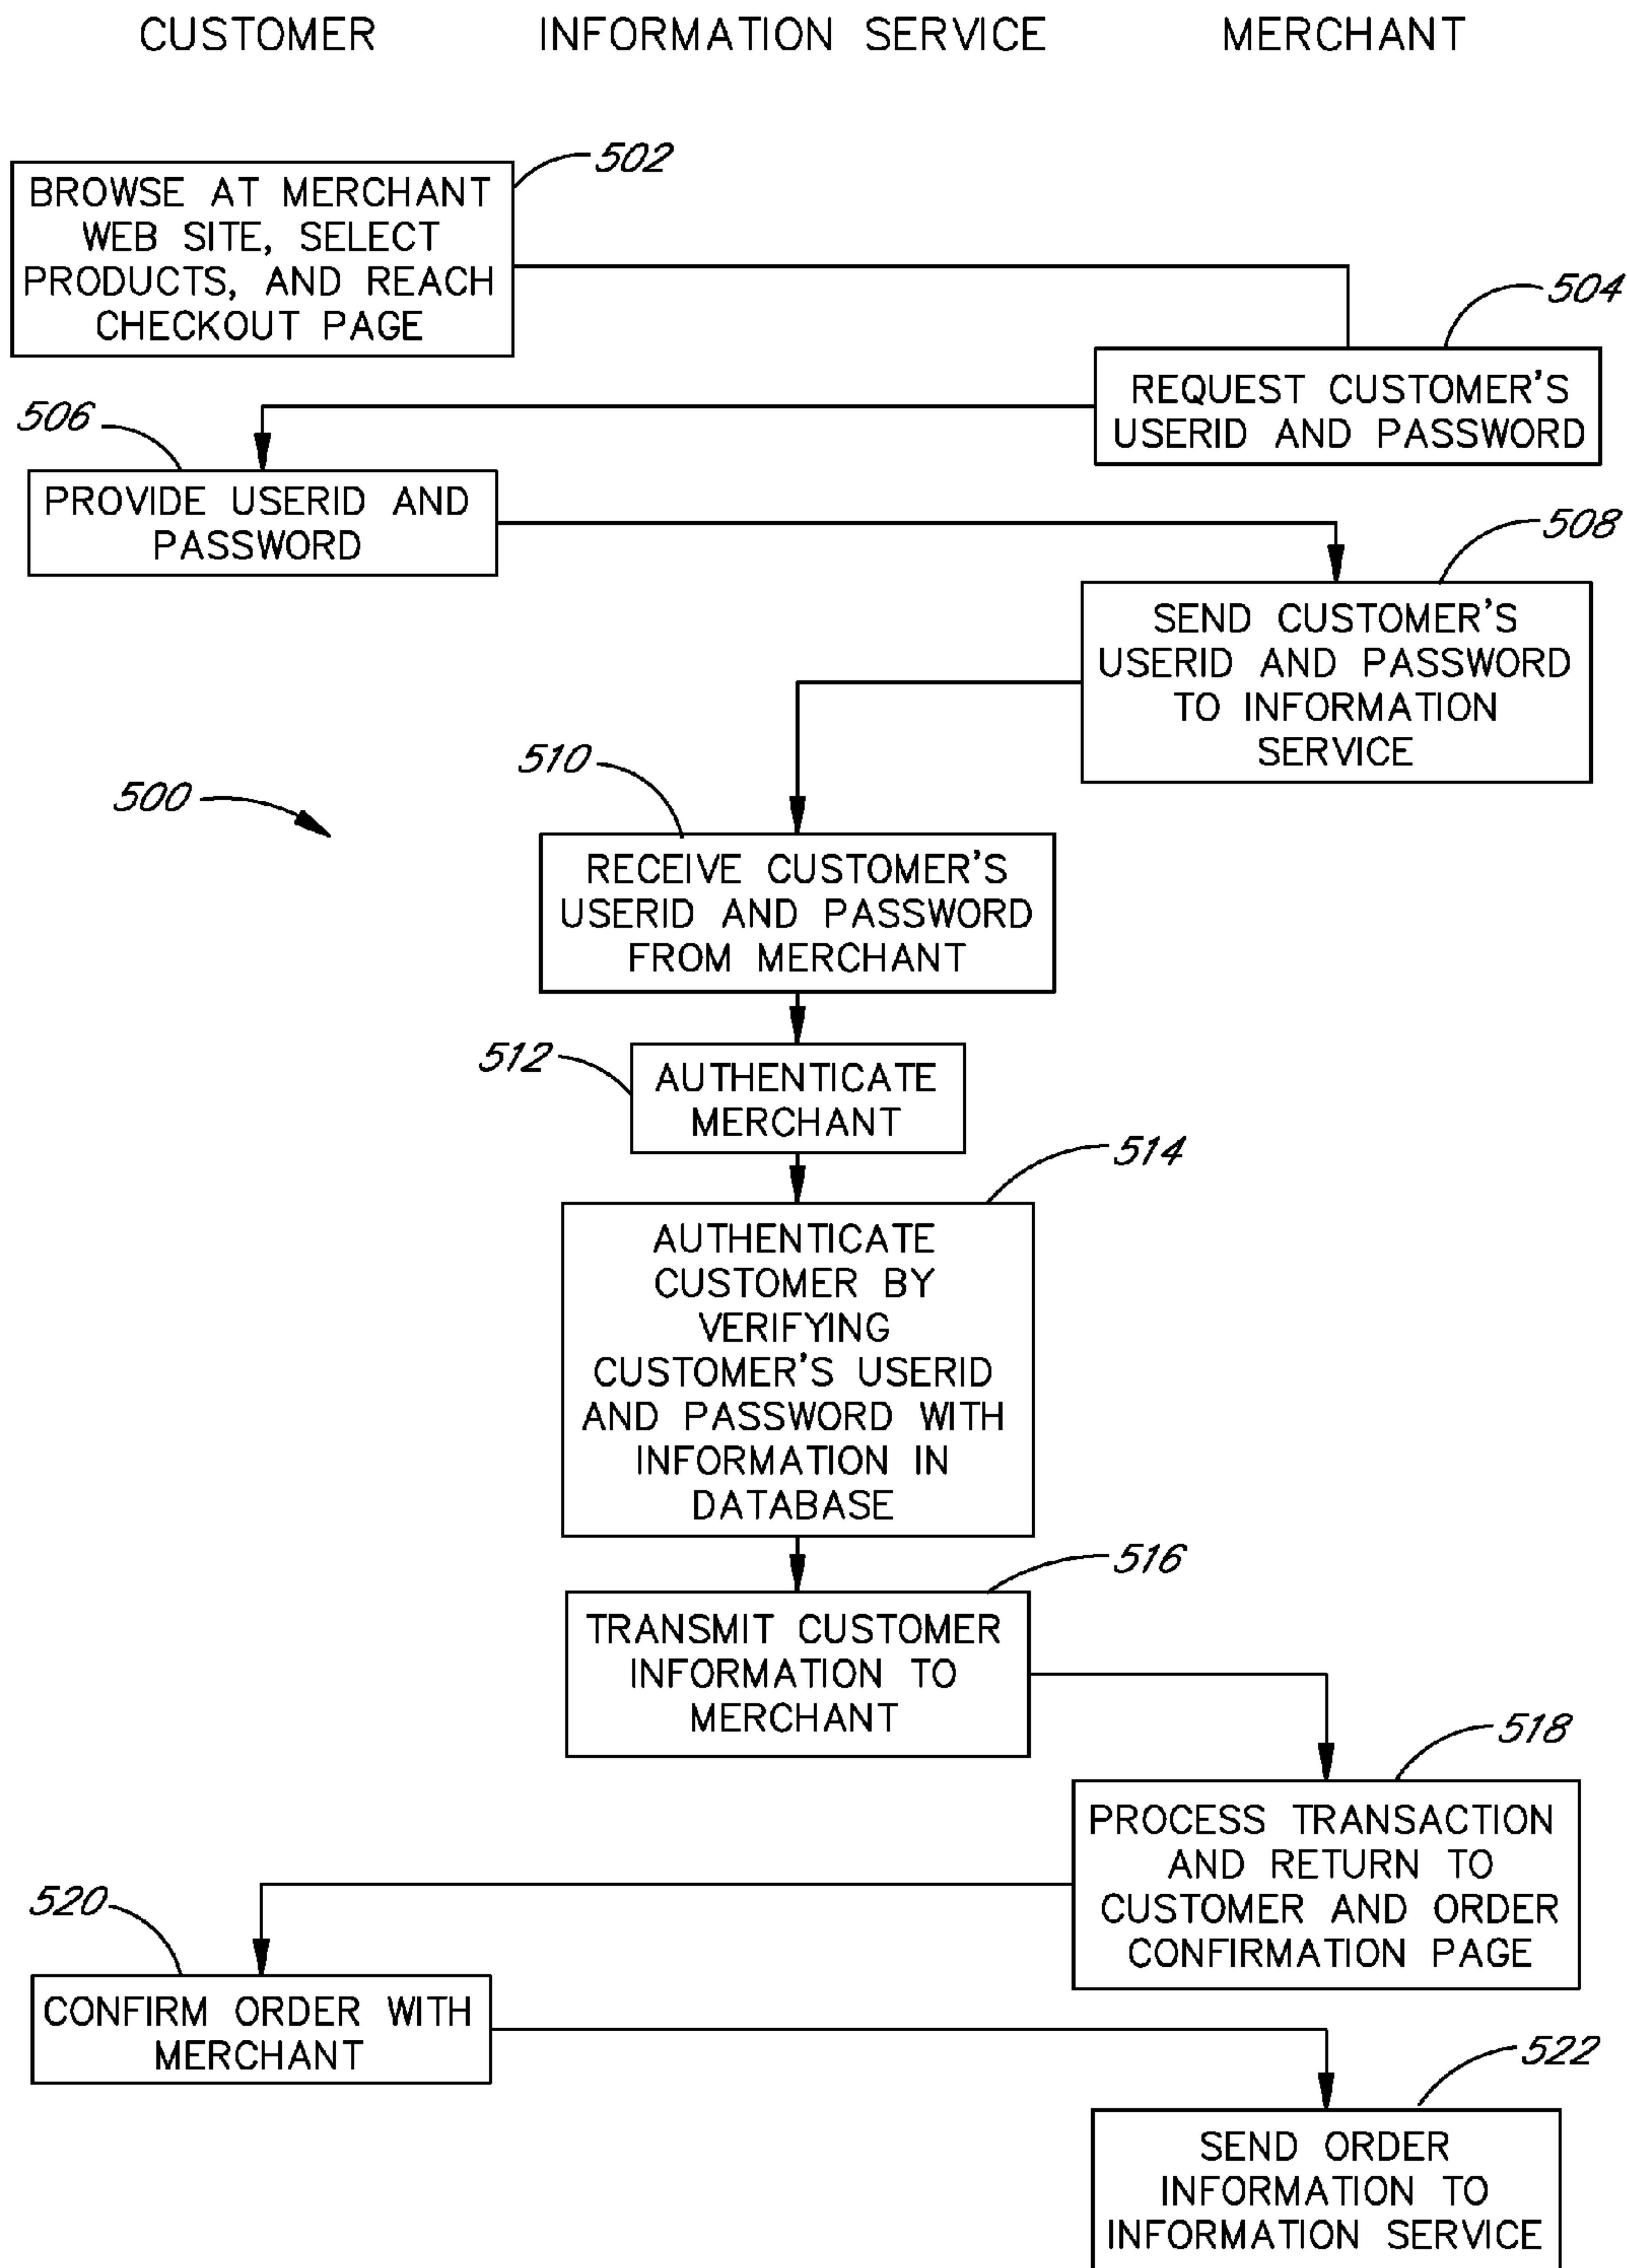 CUSTOMER INFORMATION SERVICE MERCHANT
502
BROWSE AT MERCHANT
WEB SITE, SELECT
PRODUCTS, AND REACH
CHECKOUT PAGE
504
REQUEST CUSTOMER'S
USERID AND PASSWORD
506
PROVIDE USERID AND
PASSWORD
508
SEND CUSTOMER'S
USERID AND PASSWORD
TO INFORMATION
SERVICE
500
510
RECEIVE CUSTOMER'S
USERID AND PASSWORD
FROM MERCHANT
512
AUTHENTICATE
MERCHANT
514
AUTHENTICATE
CUSTOMER BY
VERIFYING
CUSTOMER'S USERID
AND PASSWORD WITH
INFORMATION IN
DATABASE
516
TRANSMIT CUSTOMER
INFORMATION TO
MERCHANT
518
PROCESS TRANSACTION
AND RETURN TO
CUSTOMER AND ORDER
CONFIRMATION PAGE
520
CONFIRM ORDER WITH
MERCHANT
522
SEND ORDER
INFORMATION TO
INFORMATION SERVICE